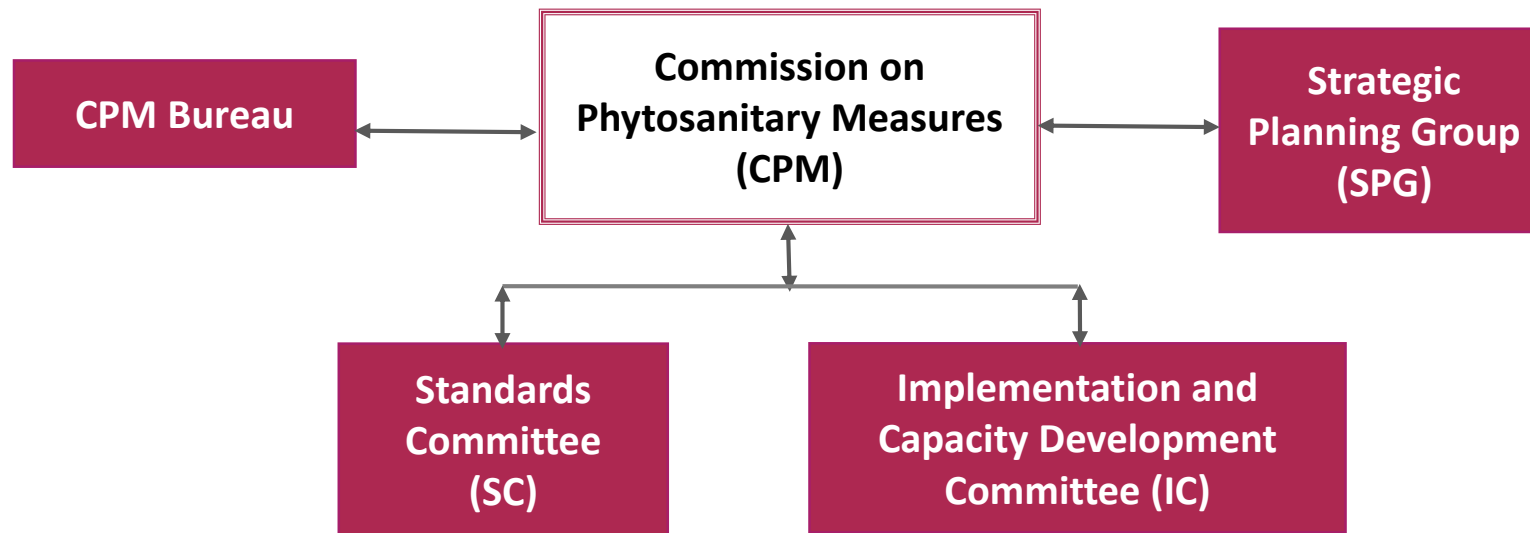 CPM Bureau
Commission on
Phytosanitary Measures
(CPM)
Strategic
Planning Group
(SPG)
Standards
Committee
(SC)
Implementation and
Capacity Development
Committee (IC)